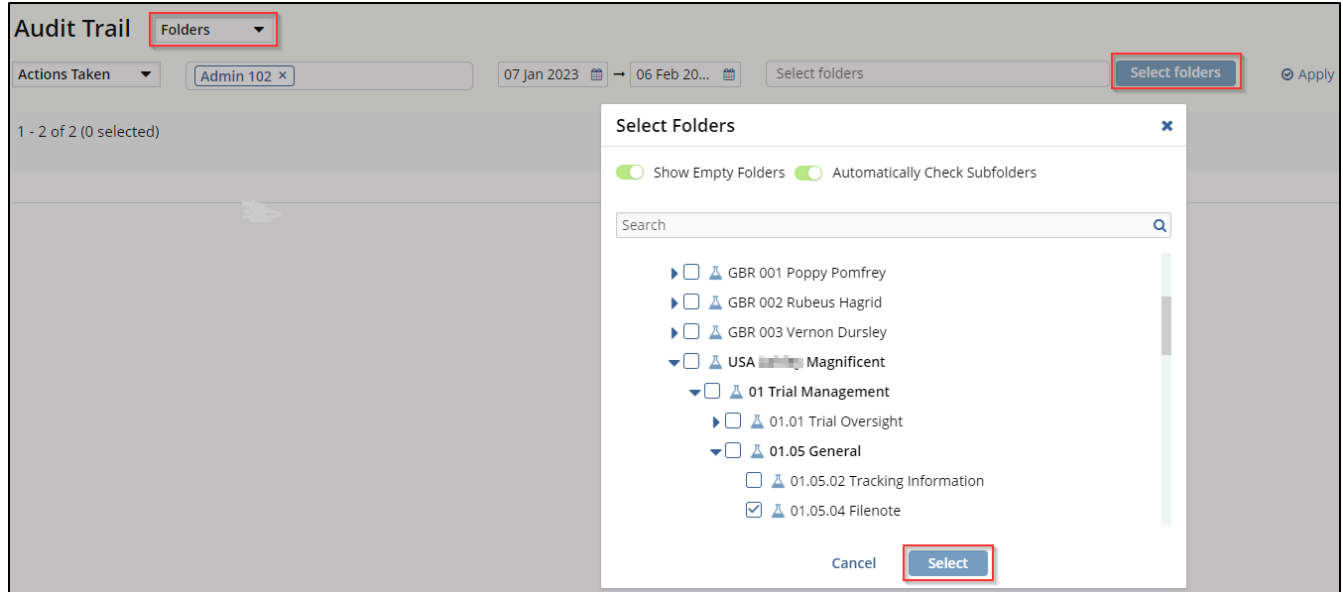 Audit Trail Folders
Actions Taken Admin 102 × 07 Jan 2023 → 06 Feb 20... Select folders Select folders Apply
1 - 2 of 2 (0 selected)
Select Folders ×
Show Empty Folders Automatically Check Subfolders
Search
GBR 001 Poppy Pomfrey
GBR 002 Rubeus Hagrid
GBR 003 Vernon Dursley
USA Magnificent
01 Trial Management
01.01 Trial Oversight
01.05 General
01.05.02 Tracking Information
01.05.04 Filenote
Cancel Select